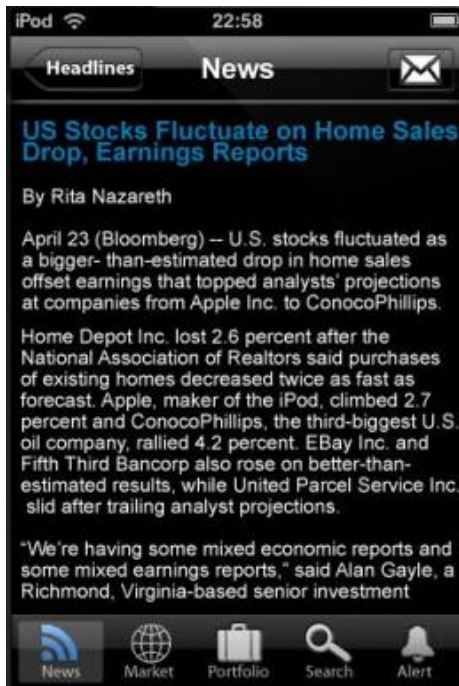 iPod 22:58
Headlines News
US Stocks Fluctuate on Home Sales
Drop, Earnings Reports
By Rita Nazareth
April 23 (Bloomberg) -- U.S. stocks fluctuated as
a bigger- than-estimated drop in home sales
offset earnings that topped analysts' projections
at companies from Apple Inc. to ConocoPhillips.
Home Depot Inc. lost 2.6 percent after the
National Association of Realtors said purchases
of existing homes decreased twice as fast as
forecast. Apple, maker of the iPod, climbed 2.7
percent and ConocoPhillips, the third-biggest U.S.
oil company, rallied 4.2 percent. EBay Inc. and
Fifth Third Bancorp also rose on better-than-
estimated results, while United Parcel Service Inc.
slid after trailing analyst projections.
“We're having some mixed economic reports and
some mixed earnings reports,” said Alan Gayle, a
Richmond, Virginia-based senior investment
News Market Portfolio Search Alert